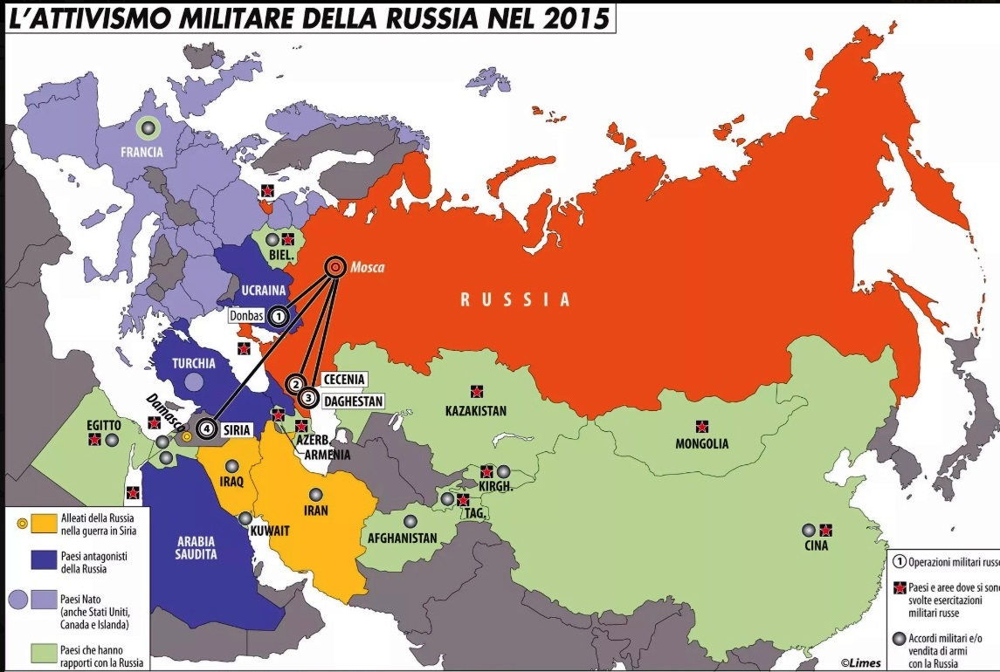 L'ATTIVISMO MILITARE DELLA RUSSIA NEL 2015
FRANCIA
BIEL.
Mosca
UCRAINA
RUSSIA
Donbas
1
TURCHIA
2
CECENIA
3
DAGHESTAN
KAZAKISTAN
Damasco
EGITTO
4
SIRIA
AZERB.
ARMENIA
MONGOLIA
IRAQ
KIRGH.
IRAN
TAG.
KUWAIT
AFGHANISTAN
CINA
ARABIA
SAUDITA
Alleati della Russia
nella guerra in Siria
Paesi antagonisti
della Russia
Paesi Nato
(anche Stati Uniti,
Canada e Islanda)
Paesi che hanno
rapporti con la Russia
1 Operazioni militari russe
Paesi e aree dove si sono
svolte esercitazioni
militari russe
Accordi militari e/o
vendita di armi
con la Russia
©Limes